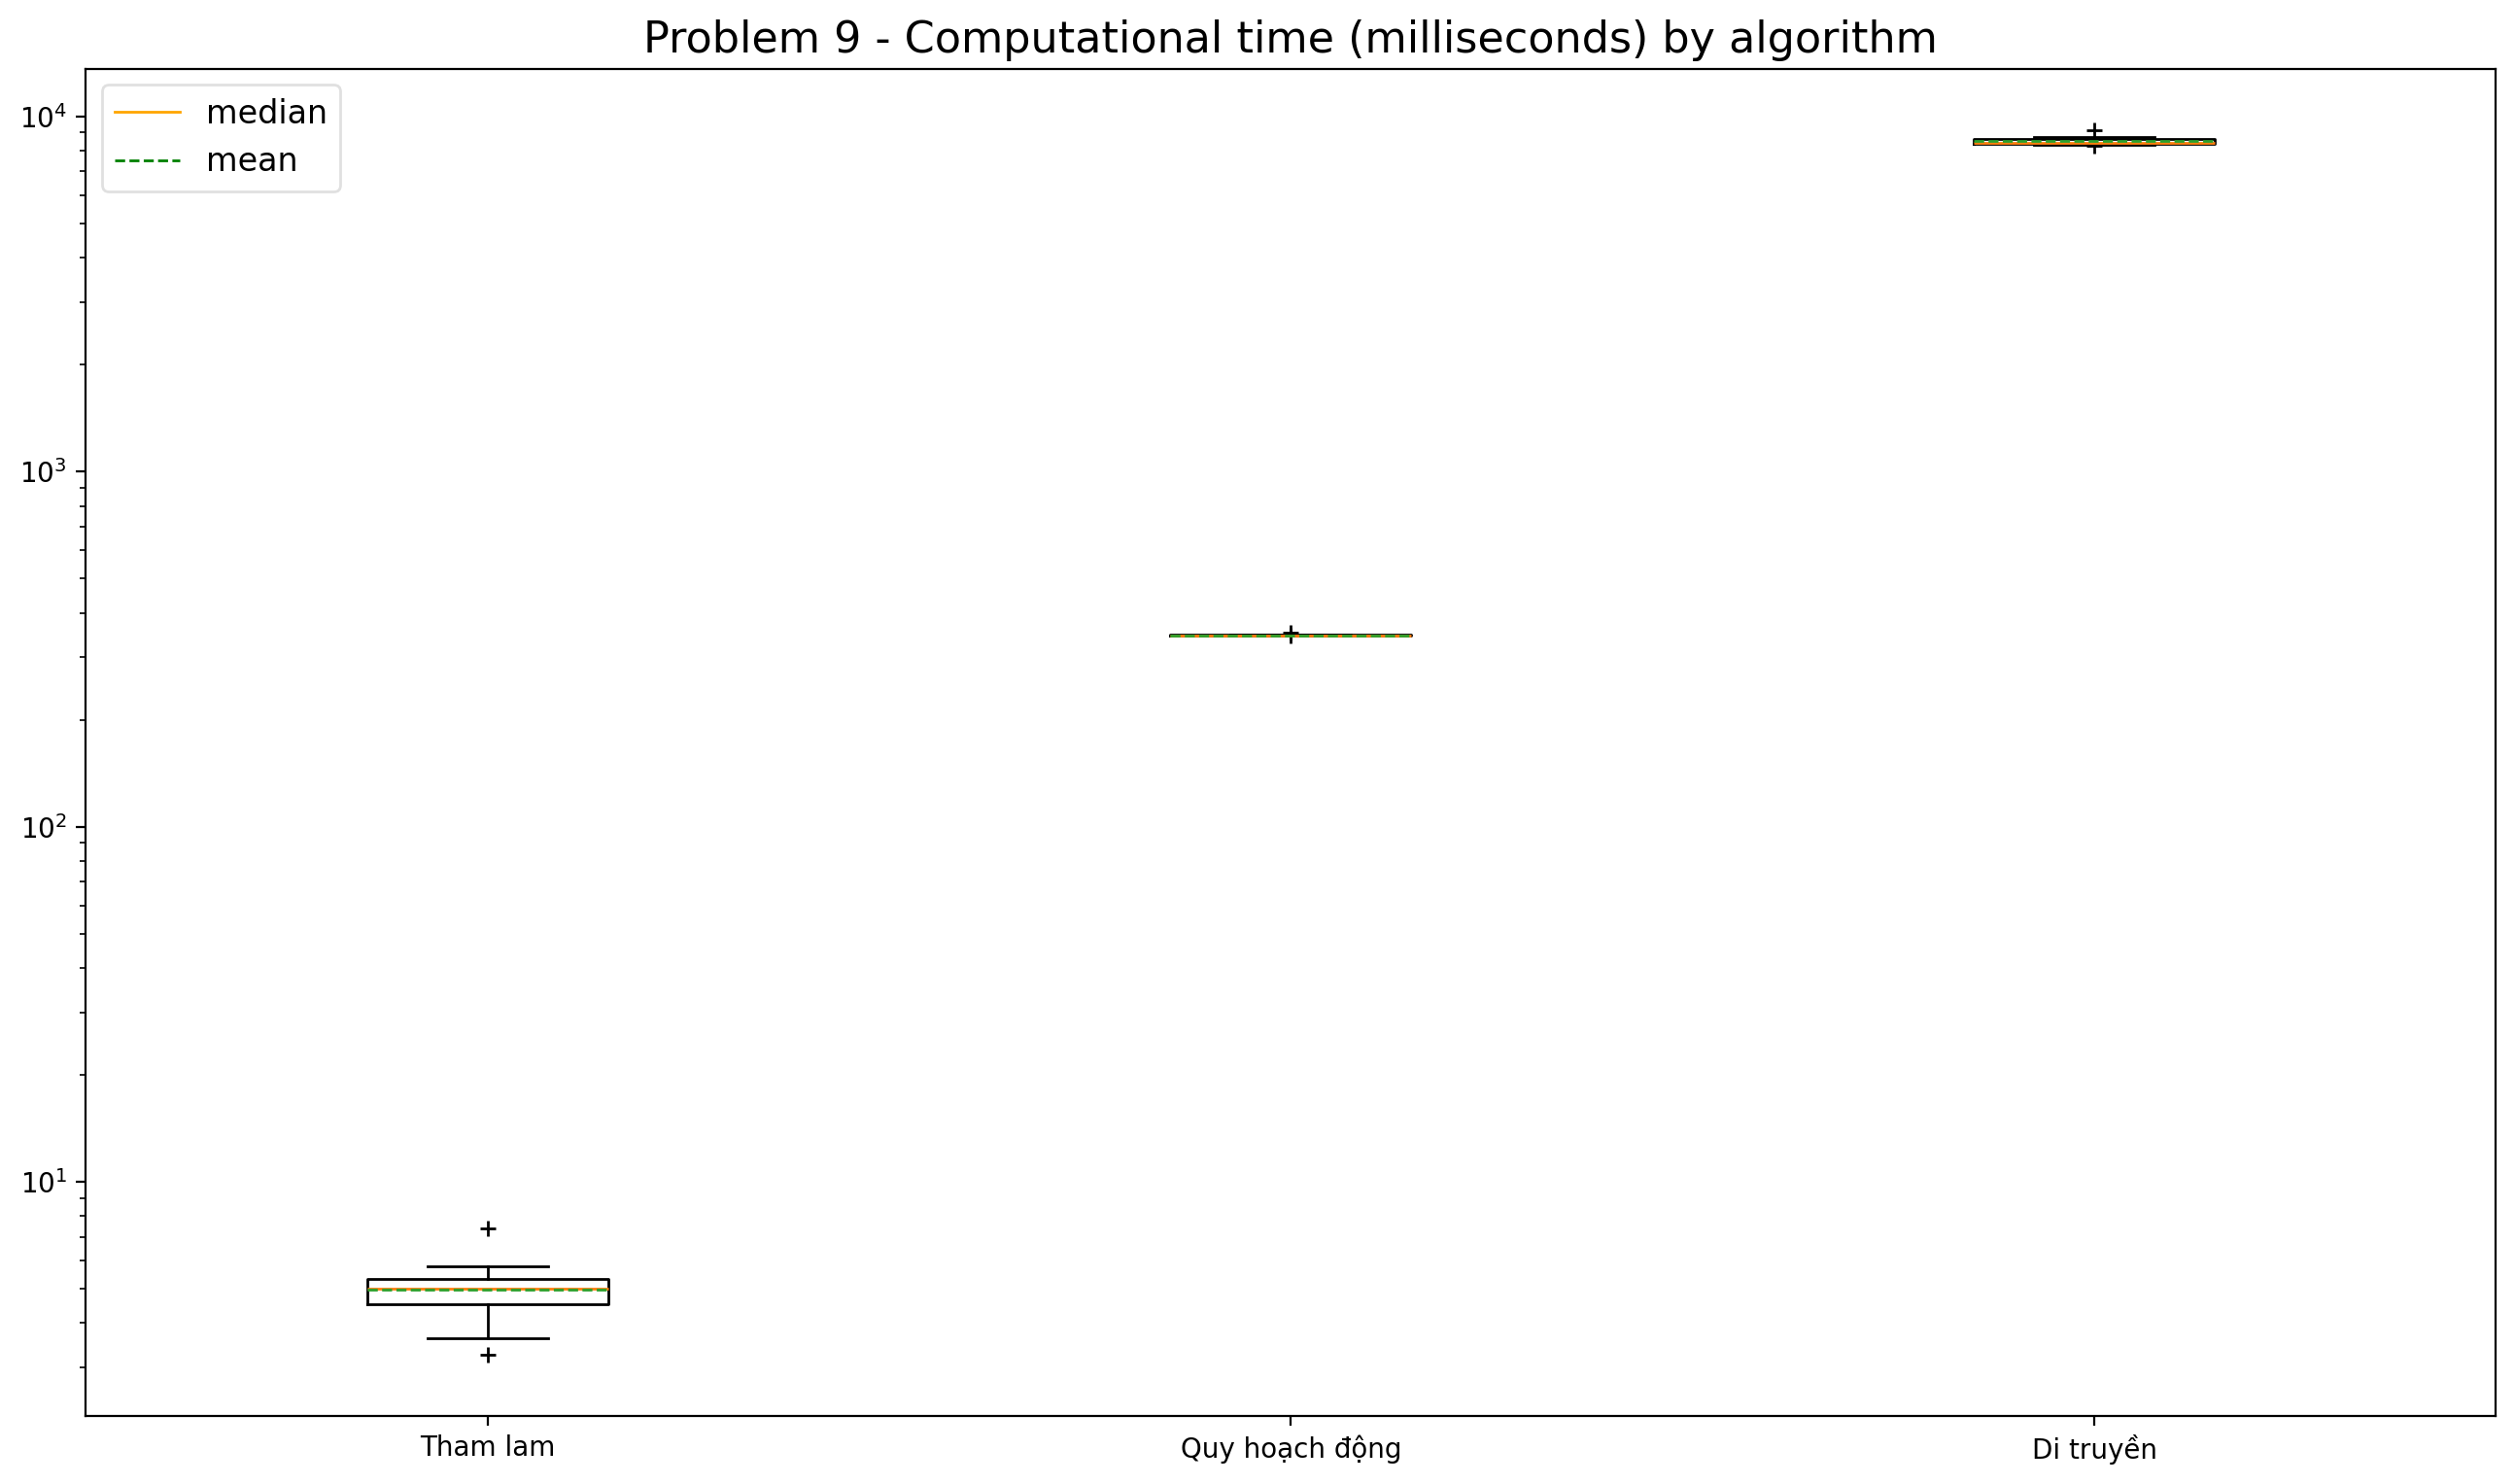 Problem 9 - Computational time (milliseconds) by algorithm
median
mean
10⁴
10³
10²
10¹
Tham lam
Quy hoạch động
Di truyền